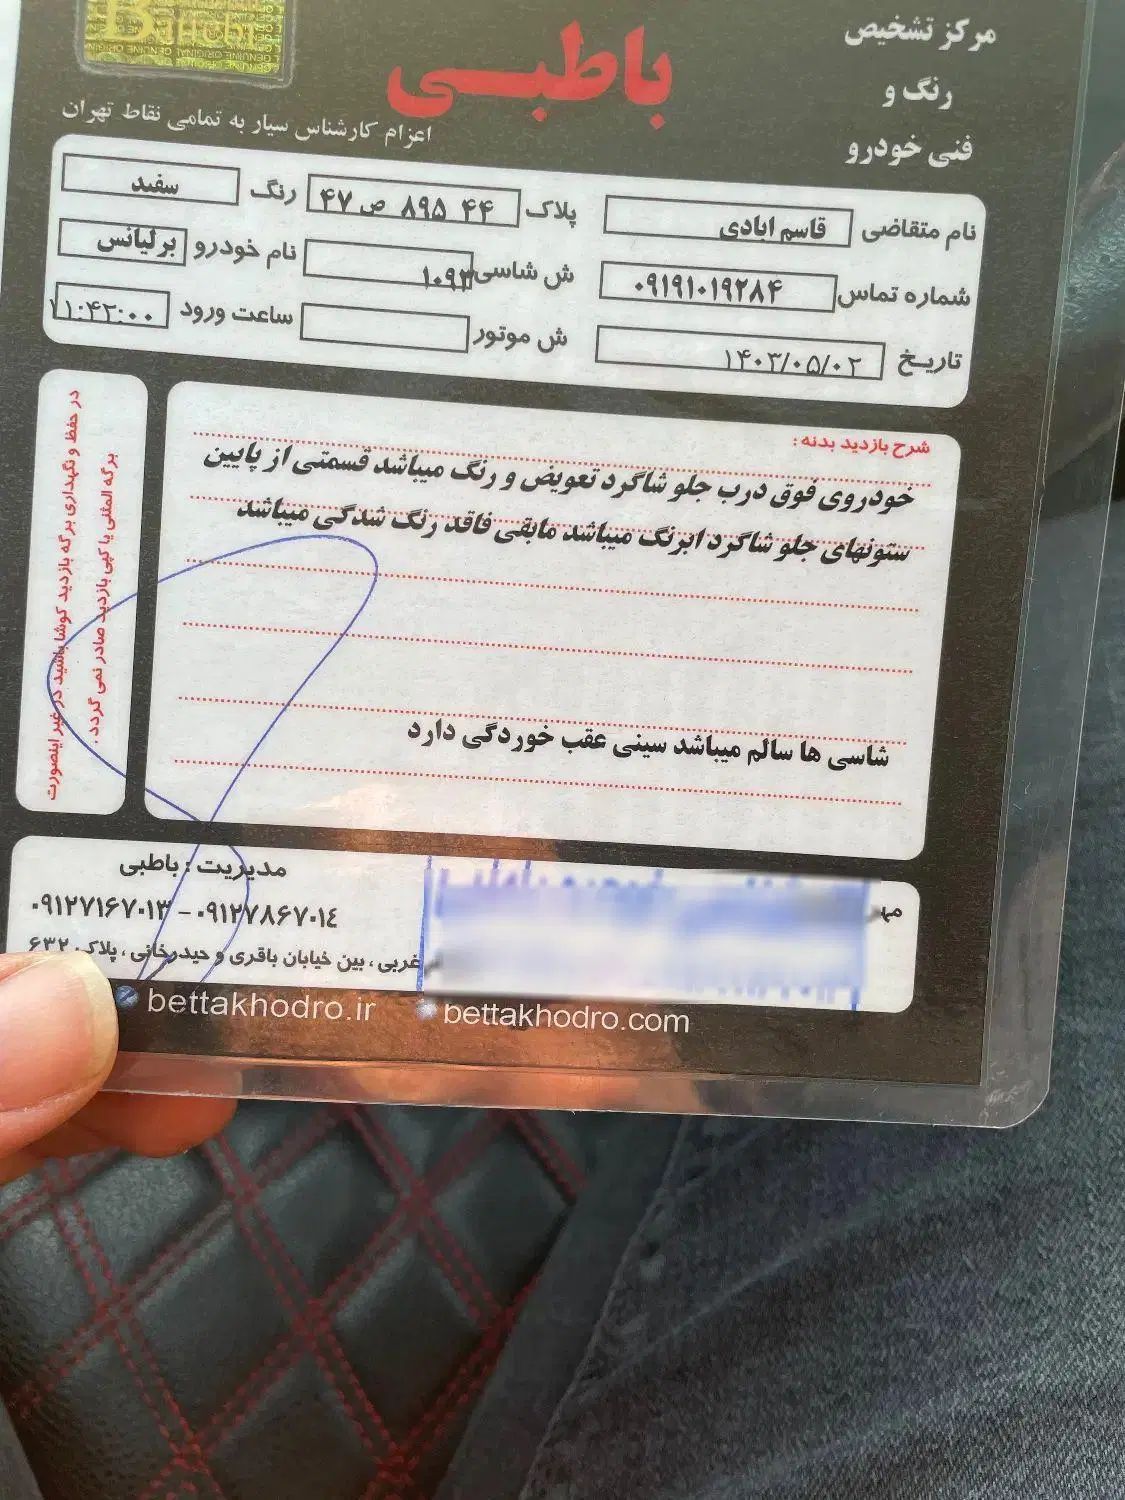 Battebi
باطبی
مرکز تشخیص
رنگ و
فنی خودرو
اعزام کارشناس سیار به تمامی نقاط تهران
نام متقاضی قاسم ابادی پلاک ۴۴ ۸۹۵ ص ۴۷ رنگ سفید
شماره تماس ۰۹۱۹۱۰۱۹۲۸۴ ش شاسی ۱۰۹۳ نام خودرو برلیانس
تاریخ ۱۴۰۳/۰۵/۰۲ ش موتور ساعت ورود ۱۱:۴۳:۰۰
شرح بازدید بدنه :
خودروی فوق درب جلو شاگرد تعویض و رنگ میباشد قسمتی از پایین
ستونهای جلو شاگرد ابرنگ میباشد مابقی فاقد رنگ شدگی میباشد
شاسی ها سالم میباشد سینی عقب خوردگی دارد
در حفظ و نگهداری برگه بازدید کوشا باشید در غیر اینصورت
برگه المثنی یا کپی بازدید صادر نمی گردد .
مدیریت : باطبی
۰۹۱۲۷۸۶۷۰۱۴ - ۰۹۱۲۷۱۶۷۰۱۳
غربی ، بین خیابان باقری و حیدرخانی ، پلاک ۶۳۲
bettakhodro.ir bettakhodro.com